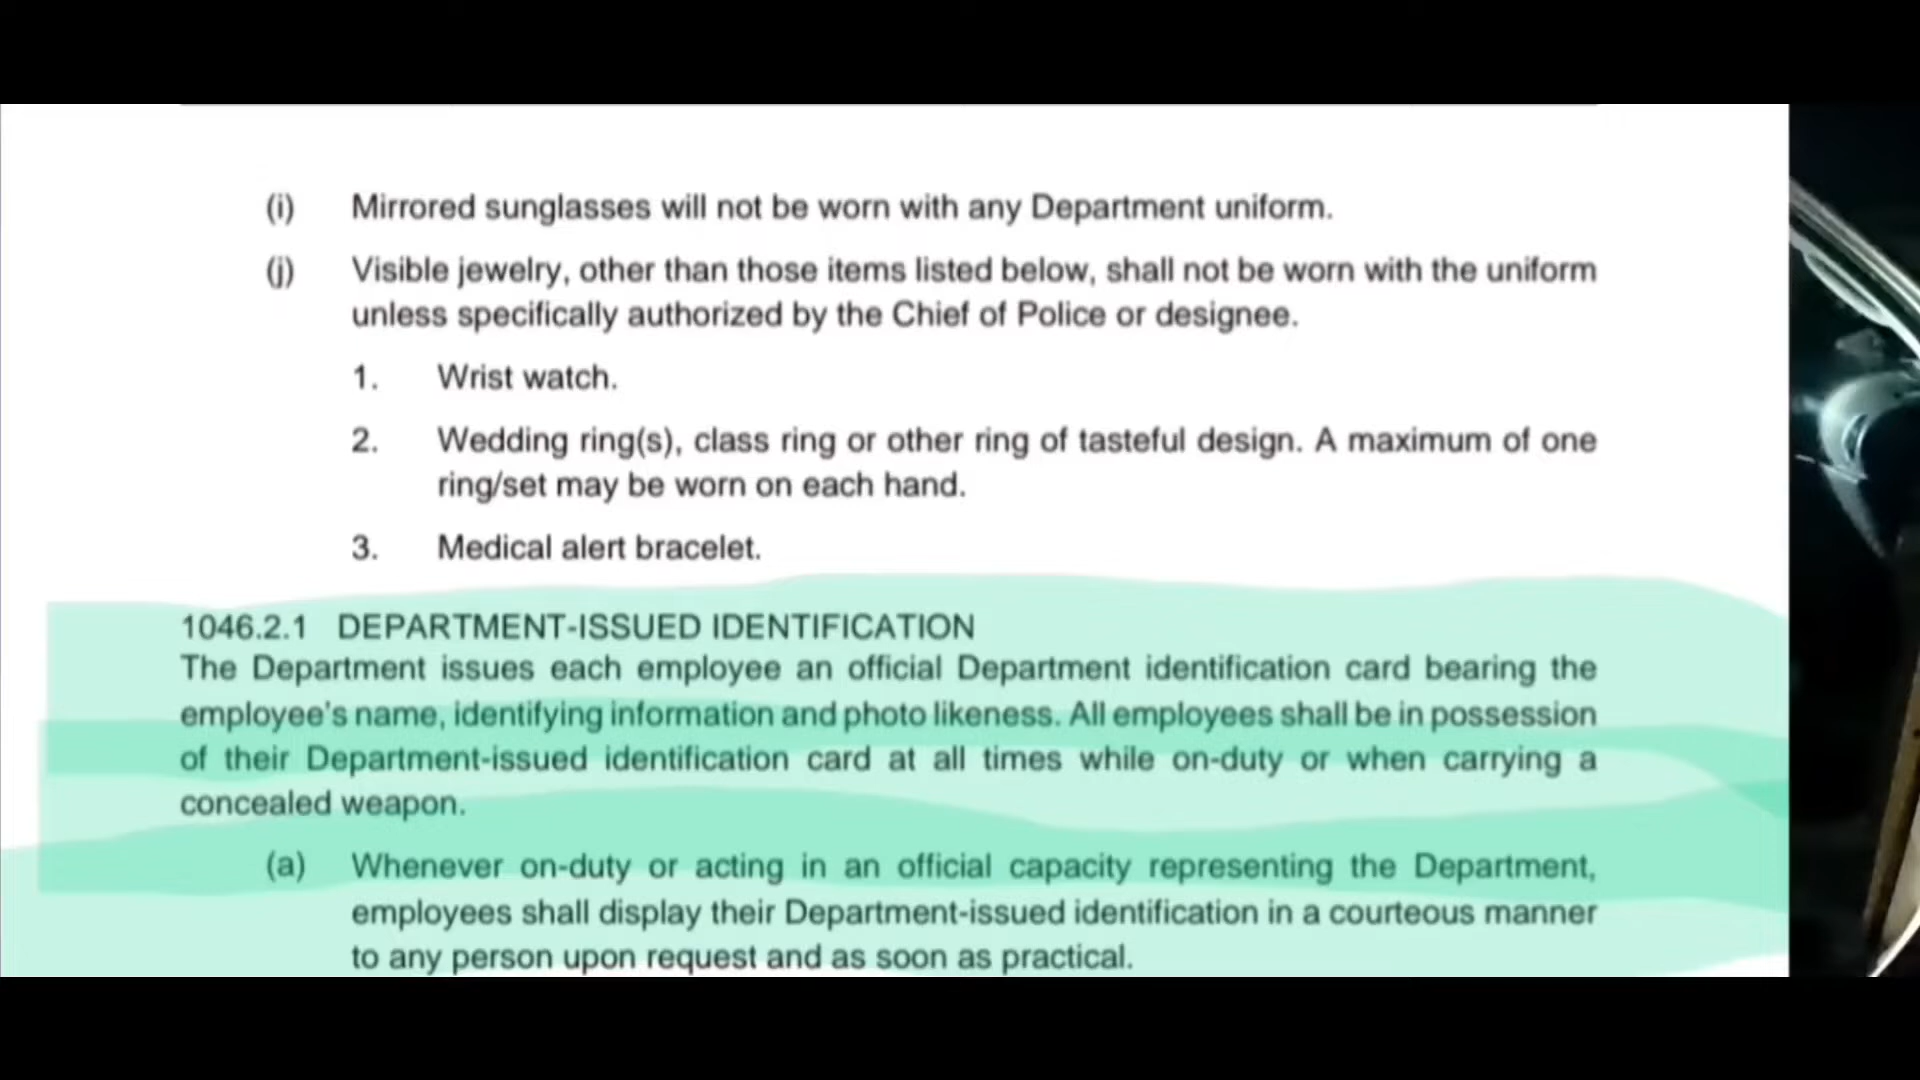 (i) Mirrored sunglasses will not be worn with any Department uniform.
(j) Visible jewelry, other than those items listed below, shall not be worn with the uniform
unless specifically authorized by the Chief of Police or designee.
1. Wrist watch.
2. Wedding ring(s), class ring or other ring of tasteful design. A maximum of one
ring/set may be worn on each hand.
3. Medical alert bracelet.
1046.2.1 DEPARTMENT-ISSUED IDENTIFICATION
The Department issues each employee an official Department identification card bearing the
employee's name, identifying information and photo likeness. All employees shall be in possession
of their Department-issued identification card at all times while on-duty or when carrying a
concealed weapon.
(a) Whenever on-duty or acting in an official capacity representing the Department,
employees shall display their Department-issued identification in a courteous manner
to any person upon request and as soon as practical.